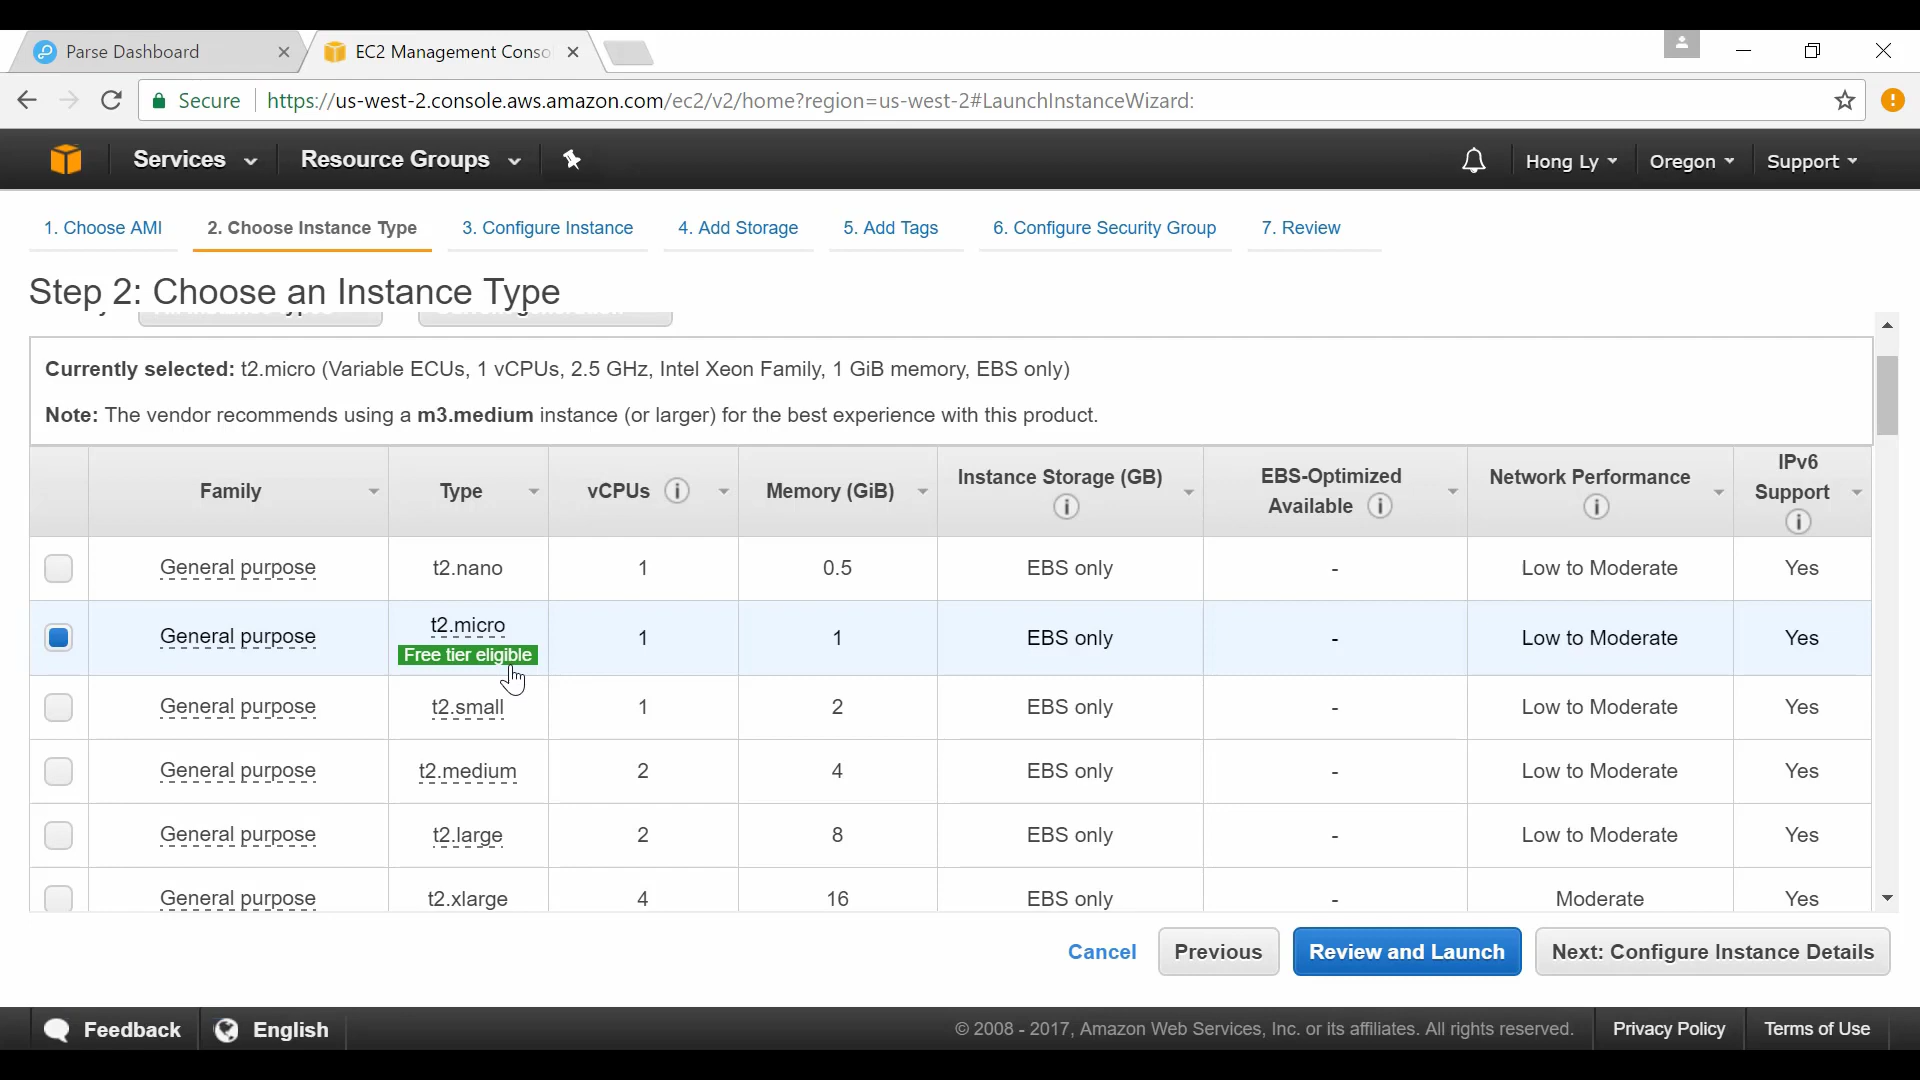 Parse Dashboard
EC2 Management Conso
Secure https://us-west-2.console.aws.amazon.com/ec2/v2/home?region=us-west-2#LaunchInstanceWizard:
Services Resource Groups Hong Ly Oregon Support
1. Choose AMI 2. Choose Instance Type 3. Configure Instance 4. Add Storage 5. Add Tags 6. Configure Security Group 7. Review
Step 2: Choose an Instance Type
Currently selected: t2.micro (Variable ECUs, 1 vCPUs, 2.5 GHz, Intel Xeon Family, 1 GiB memory, EBS only)
Note: The vendor recommends using a m3.medium instance (or larger) for the best experience with this product.
Family
Type
vCPUs
Memory (GiB)
Instance Storage (GB)
EBS-Optimized
Available
Network Performance
IPv6
Support
General purpose t2.nano 1 0.5 EBS only - Low to Moderate Yes
General purpose t2.micro 1 1 EBS only - Low to Moderate Yes
Free tier eligible
General purpose t2.small 1 2 EBS only - Low to Moderate Yes
General purpose t2.medium 2 4 EBS only - Low to Moderate Yes
General purpose t2.large 2 8 EBS only - Low to Moderate Yes
General purpose t2.xlarge 4 16 EBS only - Moderate Yes
Cancel Previous Review and Launch Next: Configure Instance Details
Feedback English © 2008 - 2017, Amazon Web Services, Inc. or its affiliates. All rights reserved. Privacy Policy Terms of Use